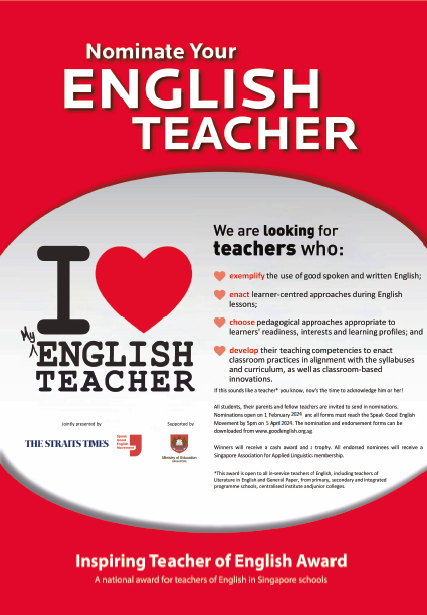 Nominate Your
ENGLISH
TEACHER
We are looking for
teachers who:
exemplify the use of good spoken and written English;
enact learner-centred approaches during English
lessons;
choose pedagogical approaches appropriate to
learners' readiness, interests and learning profiles; and
develop their teaching competencies to enact
classroom practices in alignment with the syllabuses
and curriculum, as well as classroom-based
innovations.
If this sounds like a teacher* you know, now's the time to acknowledge him or her!
I
My
ENGLISH
TEACHER
All students, their parents and fellow teachers are invited to send in nominations.
Nominations open on 1 February 2024 and all forms must reach the Speak Good English
Movement by 5pm on 5 April 2024. The nomination and endorsement forms can be
downloaded from www.goodenglish.org.sg
Winners will receive a cash award and a trophy. All endorsed nominees will receive a
Singapore Association for Applied Linguistics membership.
*This award is open to all in-service teachers of English, including teachers of
Literature in English and General Paper, from primary, secondary and integrated
programme schools, centralised institute and junior colleges.
Jointly presented by
THE STRAITS TIMES
Speak
Good
English
Movement
Supported by
Ministry of Education
SINGAPORE
Inspiring Teacher of English Award
A national award for teachers of English in Singapore schools